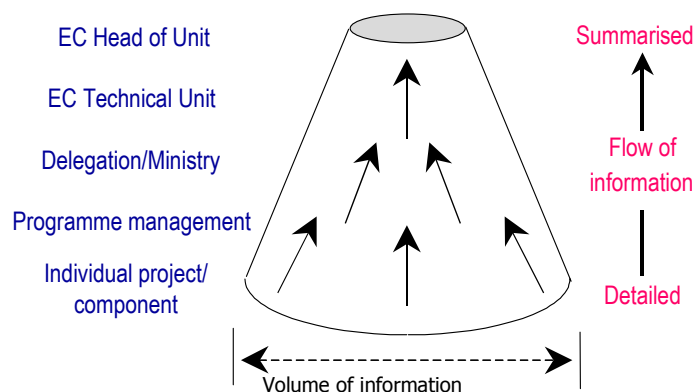 EC Head of Unit
EC Technical Unit
Delegation/Ministry
Programme management
Individual project/
component
Summarised
Flow of
information
Detailed
Volume of information